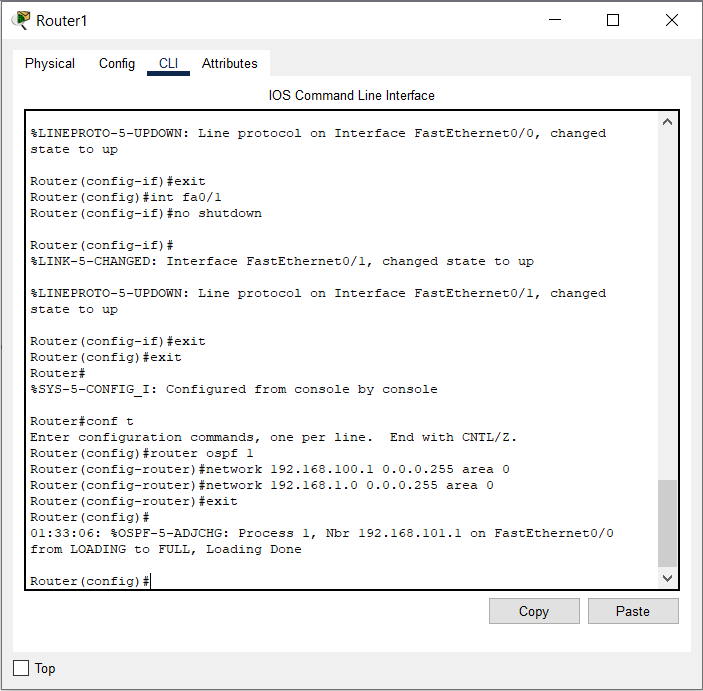 Router1
Physical Config CLI Attributes
IOS Command Line Interface
%LINEPROTO-5-UPDOWN: Line protocol on Interface FastEthernet0/0, changed
state to up
Router(config-if)#exit
Router(config)#int fa0/1
Router(config-if)#no shutdown
Router(config-if)#
%LINK-5-CHANGED: Interface FastEthernet0/1, changed state to up
%LINEPROTO-5-UPDOWN: Line protocol on Interface FastEthernet0/1, changed
state to up
Router(config-if)#exit
Router(config)#exit
Router#
%SYS-5-CONFIG_I: Configured from console by console
Router#conf t
Enter configuration commands, one per line.  End with CNTL/Z.
Router(config)#router ospf 1
Router(config-router)#network 192.168.100.1 0.0.0.255 area 0
Router(config-router)#network 192.168.1.0 0.0.0.255 area 0
Router(config-router)#exit
Router(config)#
01:33:06: %OSPF-5-ADJCHG: Process 1, Nbr 192.168.101.1 on FastEthernet0/0
from LOADING to FULL, Loading Done
Router(config)#
Copy Paste
Top